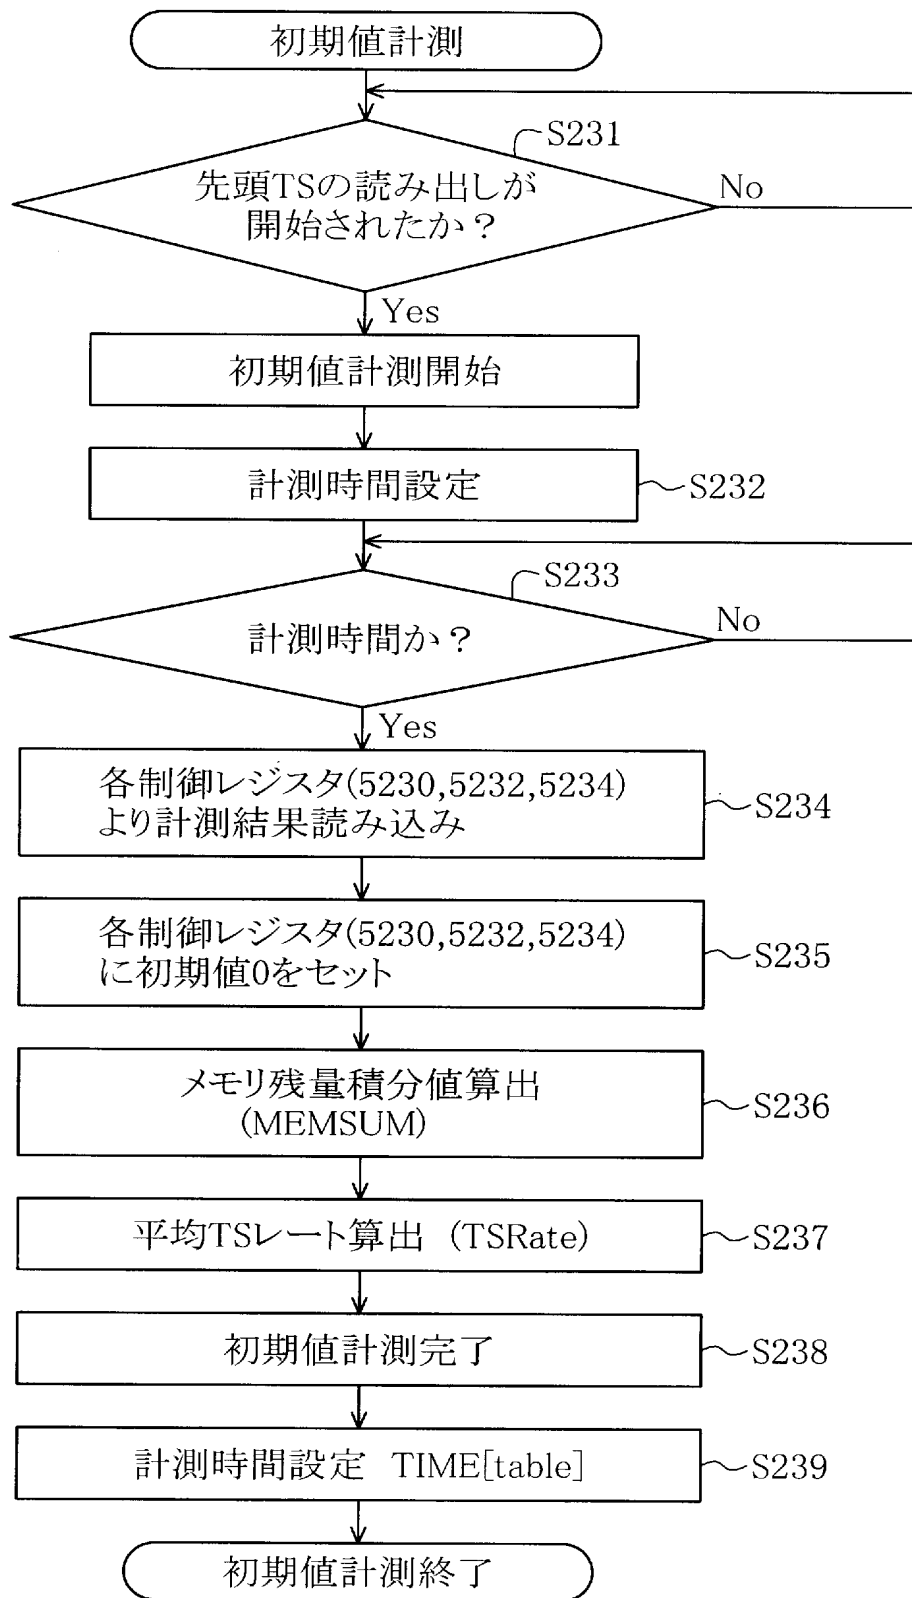 初期値計測
S231
先頭TSの読み出しが
開始されたか？
No
Yes
初期値計測開始
計測時間設定
S232
S233
計測時間か？
No
Yes
各制御レジスタ(5230,5232,5234)
より計測結果読み込み
S234
各制御レジスタ(5230,5232,5234)
に初期値0をセット
S235
メモリ残量積分値算出
(MEMSUM)
S236
平均TSレート算出 (TSRate)
S237
初期値計測完了
S238
計測時間設定 TIME[table]
S239
初期値計測終了